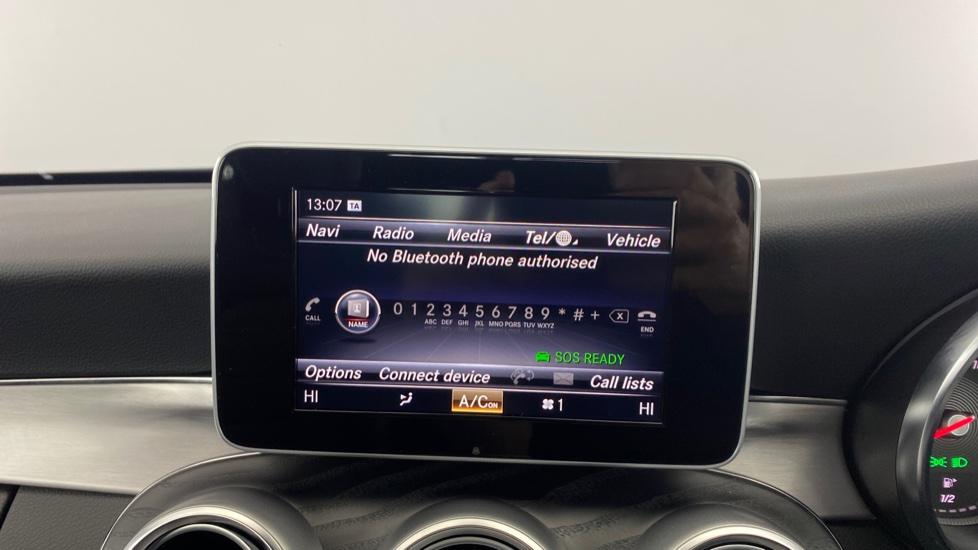 13:07 TA
Navi Radio Media Tel/ Vehicle
No Bluetooth phone authorised
CALL NAME 0 1 2 3 4 5 6 7 8 9 * # + X END
ABC DEF GHI JKL MNO PQRS TUV WXYZ
SOS READY
Options Connect device Call lists
HI A/C ON 1 HI
1/2